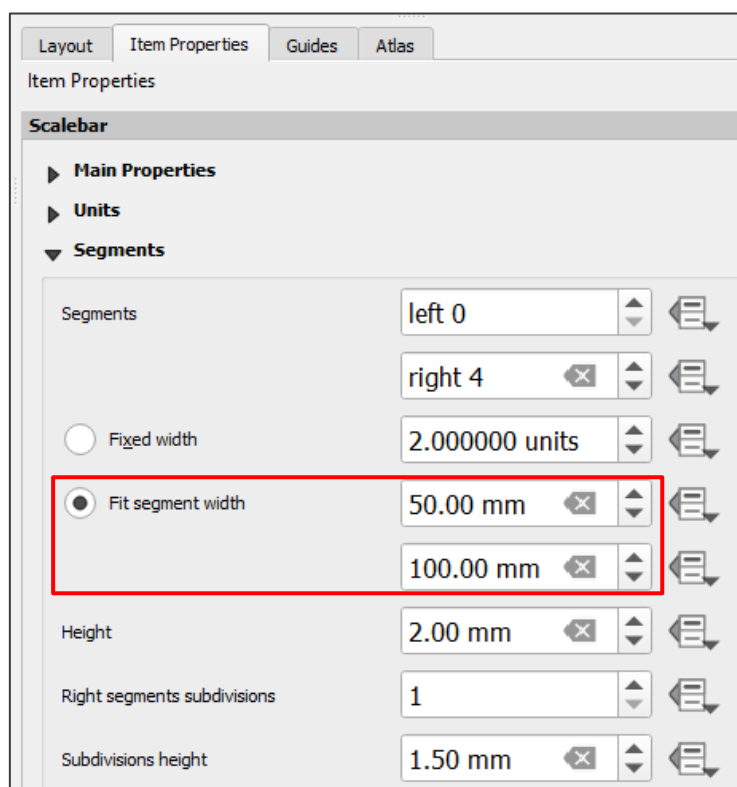 Layout Item Properties Guides Atlas
Item Properties
Scalebar
Main Properties
Units
Segments
Segments left 0
right 4
Fixed width 2.000000 units
Fit segment width 50.00 mm
100.00 mm
Height 2.00 mm
Right segments subdivisions 1
Subdivisions height 1.50 mm